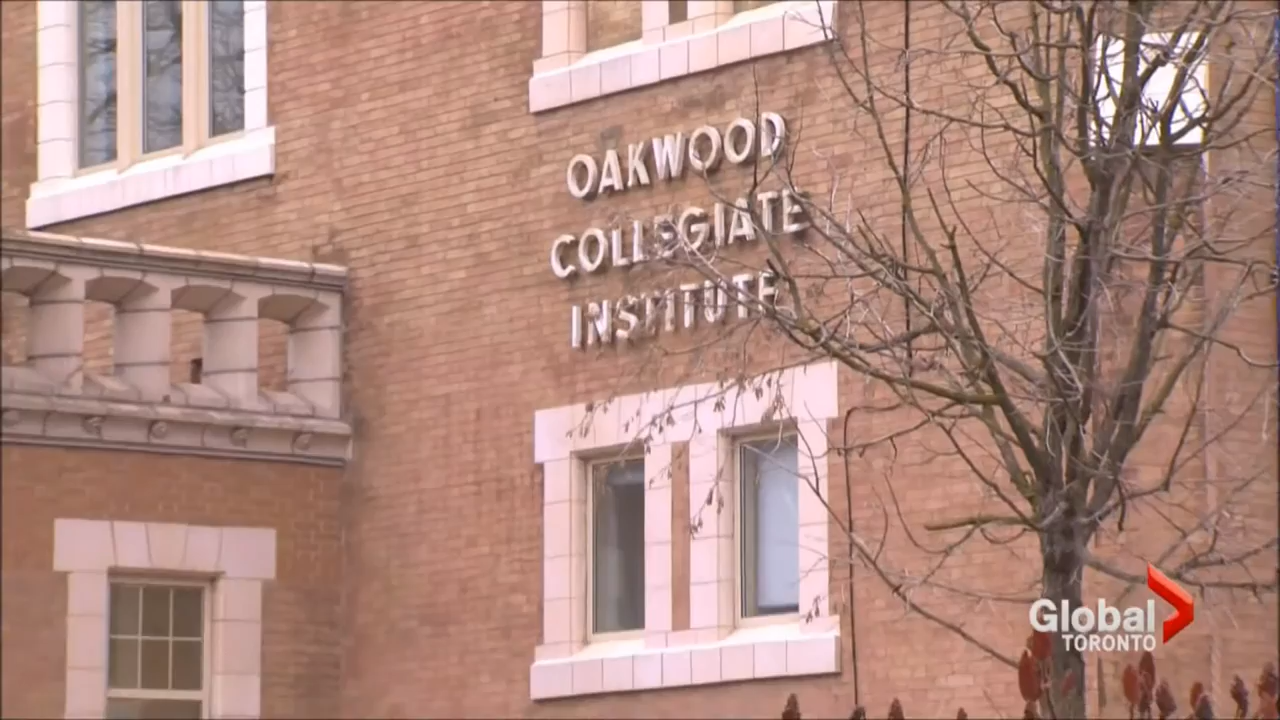 OAKWOOD
COLLEGIATE
INSTITUTE
Global
TORONTO